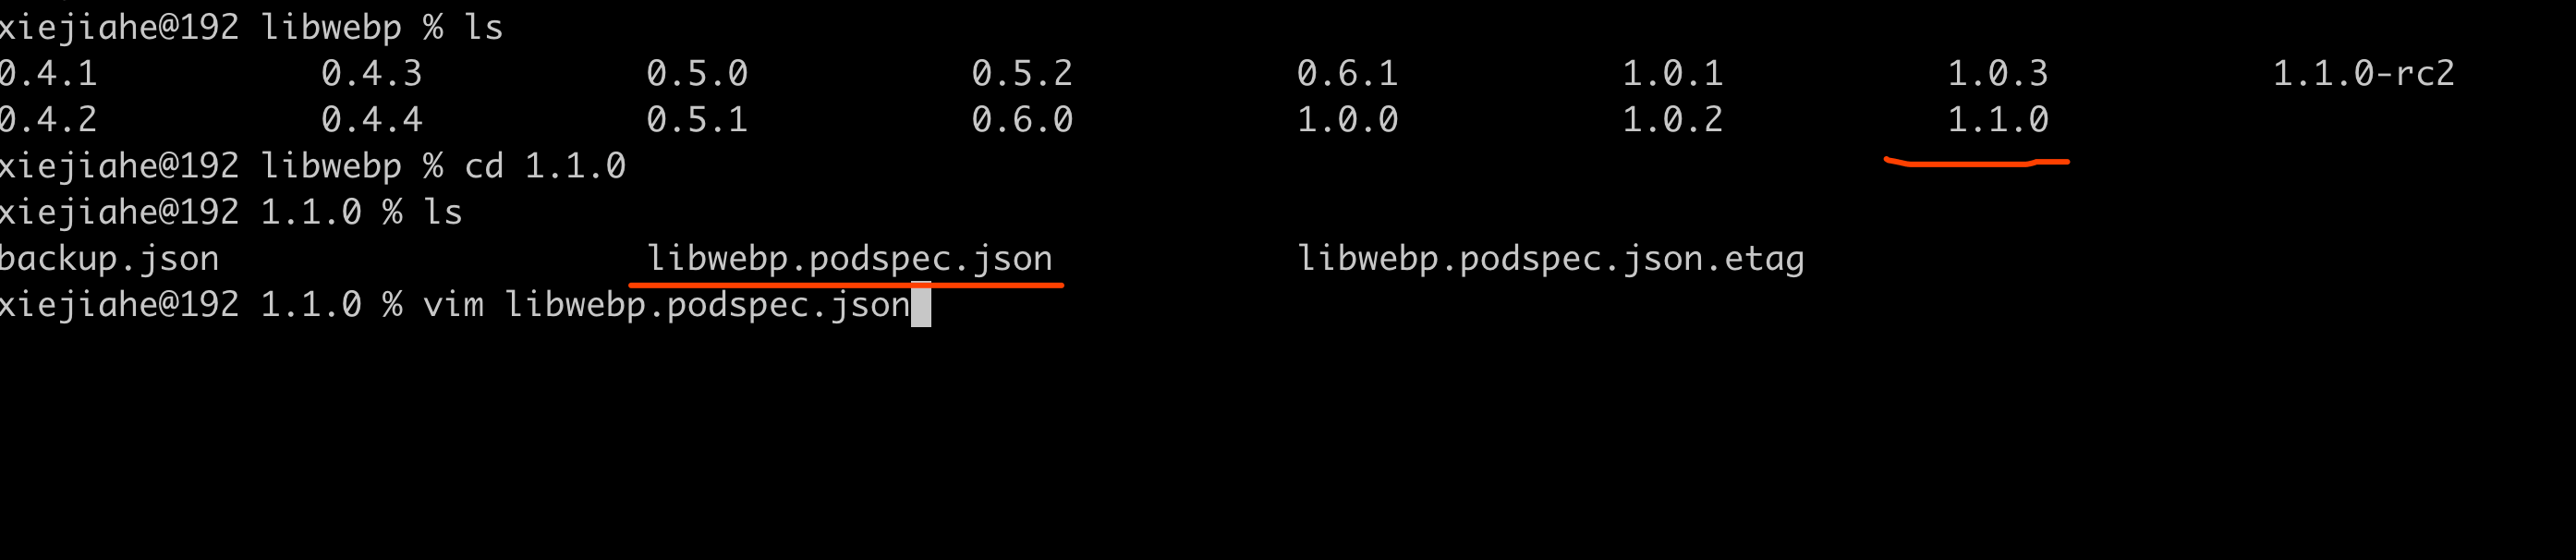 xiejiahe@192 libwebp % ls
0.4.1 0.4.3 0.5.0 0.5.2 0.6.1 1.0.1 1.0.3 1.1.0-rc2
0.4.2 0.4.4 0.5.1 0.6.0 1.0.0 1.0.2 1.1.0
xiejiahe@192 libwebp % cd 1.1.0
xiejiahe@192 1.1.0 % ls
backup.json libwebp.podspec.json libwebp.podspec.json.etag
xiejiahe@192 1.1.0 % vim libwebp.podspec.json